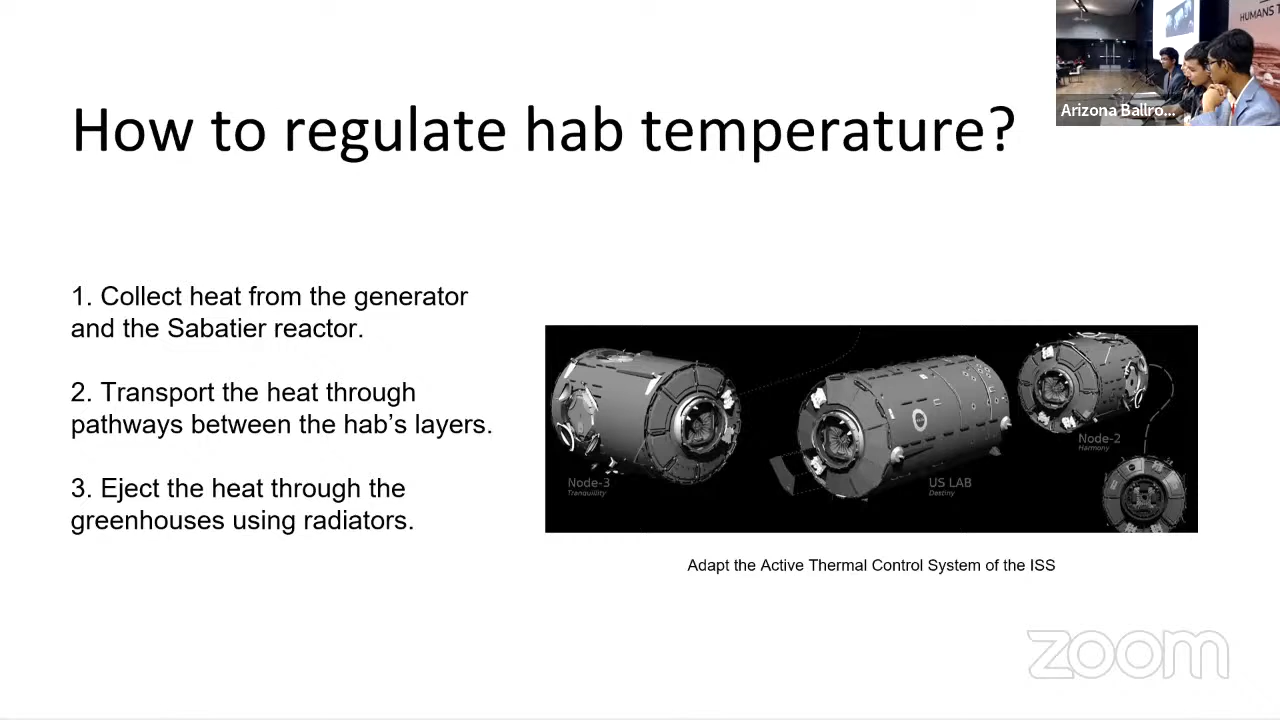 How to regulate hab temperature?
HUMANS T
Arizona Ballro...
1. Collect heat from the generator
and the Sabatier reactor.
2. Transport the heat through
pathways between the hab’s layers.
3. Eject the heat through the
greenhouses using radiators.
Node-3
Tranquillity
US LAB
Destiny
Node-2
Harmony
Adapt the Active Thermal Control System of the ISS
zoom